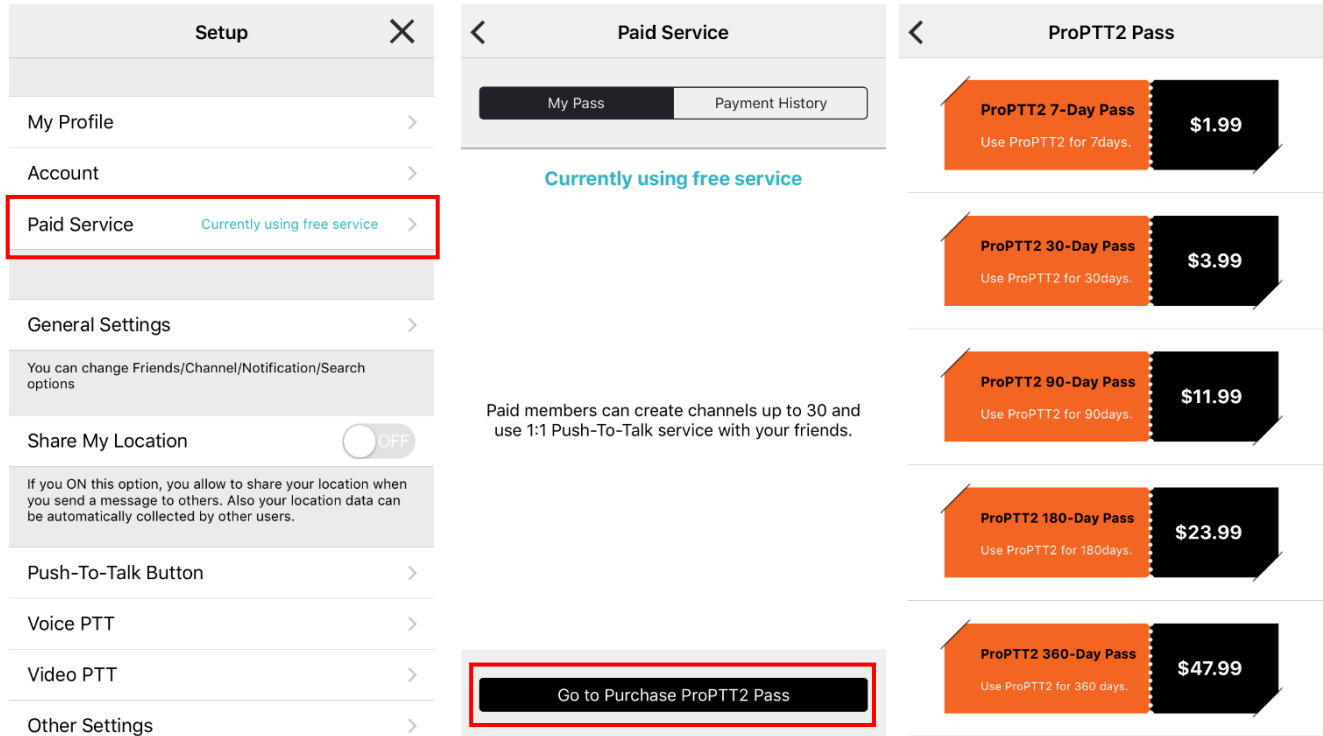 Setup
My Profile
Account
Paid Service
Currently using free service
General Settings
You can change Friends/Channel/Notification/Search
options
Share My Location
OFF
If you ON this option, you allow to share your location when
you send a message to others. Also your location data can
be automatically collected by other users.
Push-To-Talk Button
Voice PTT
Video PTT
Other Settings
Paid Service
My Pass
Payment History
Currently using free service
Paid members can create channels up to 30 and
use 1:1 Push-To-Talk service with your friends.
Go to Purchase ProPTT2 Pass
ProPTT2 Pass
ProPTT2 7-Day Pass
Use ProPTT2 for 7days.
$1.99
ProPTT2 30-Day Pass
Use ProPTT2 for 30days.
$3.99
ProPTT2 90-Day Pass
Use ProPTT2 for 90days.
$11.99
ProPTT2 180-Day Pass
Use ProPTT2 for 180days.
$23.99
ProPTT2 360-Day Pass
Use ProPTT2 for 360 days.
$47.99